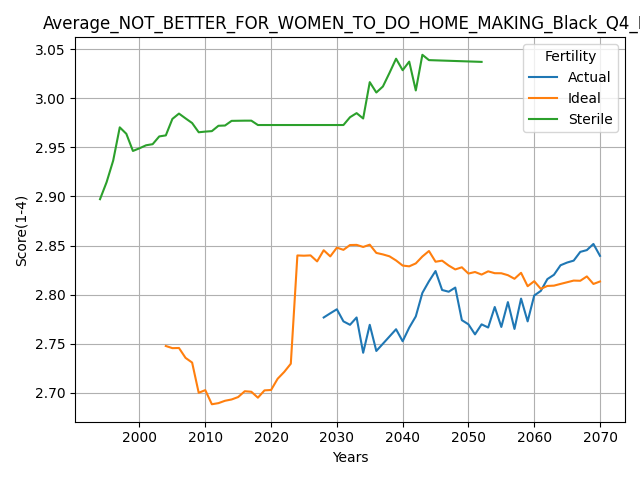 Average_NOT_BETTER_FOR_WOMEN_TO_DO_HOME_MAKING_Black_Q4_
3.05
3.00
2.95
2.90
2.85
2.80
2.75
2.70
Score(1-4)
Fertility
Actual
Ideal
Sterile
2000 2010 2020 2030 2040 2050 2060 2070
Years